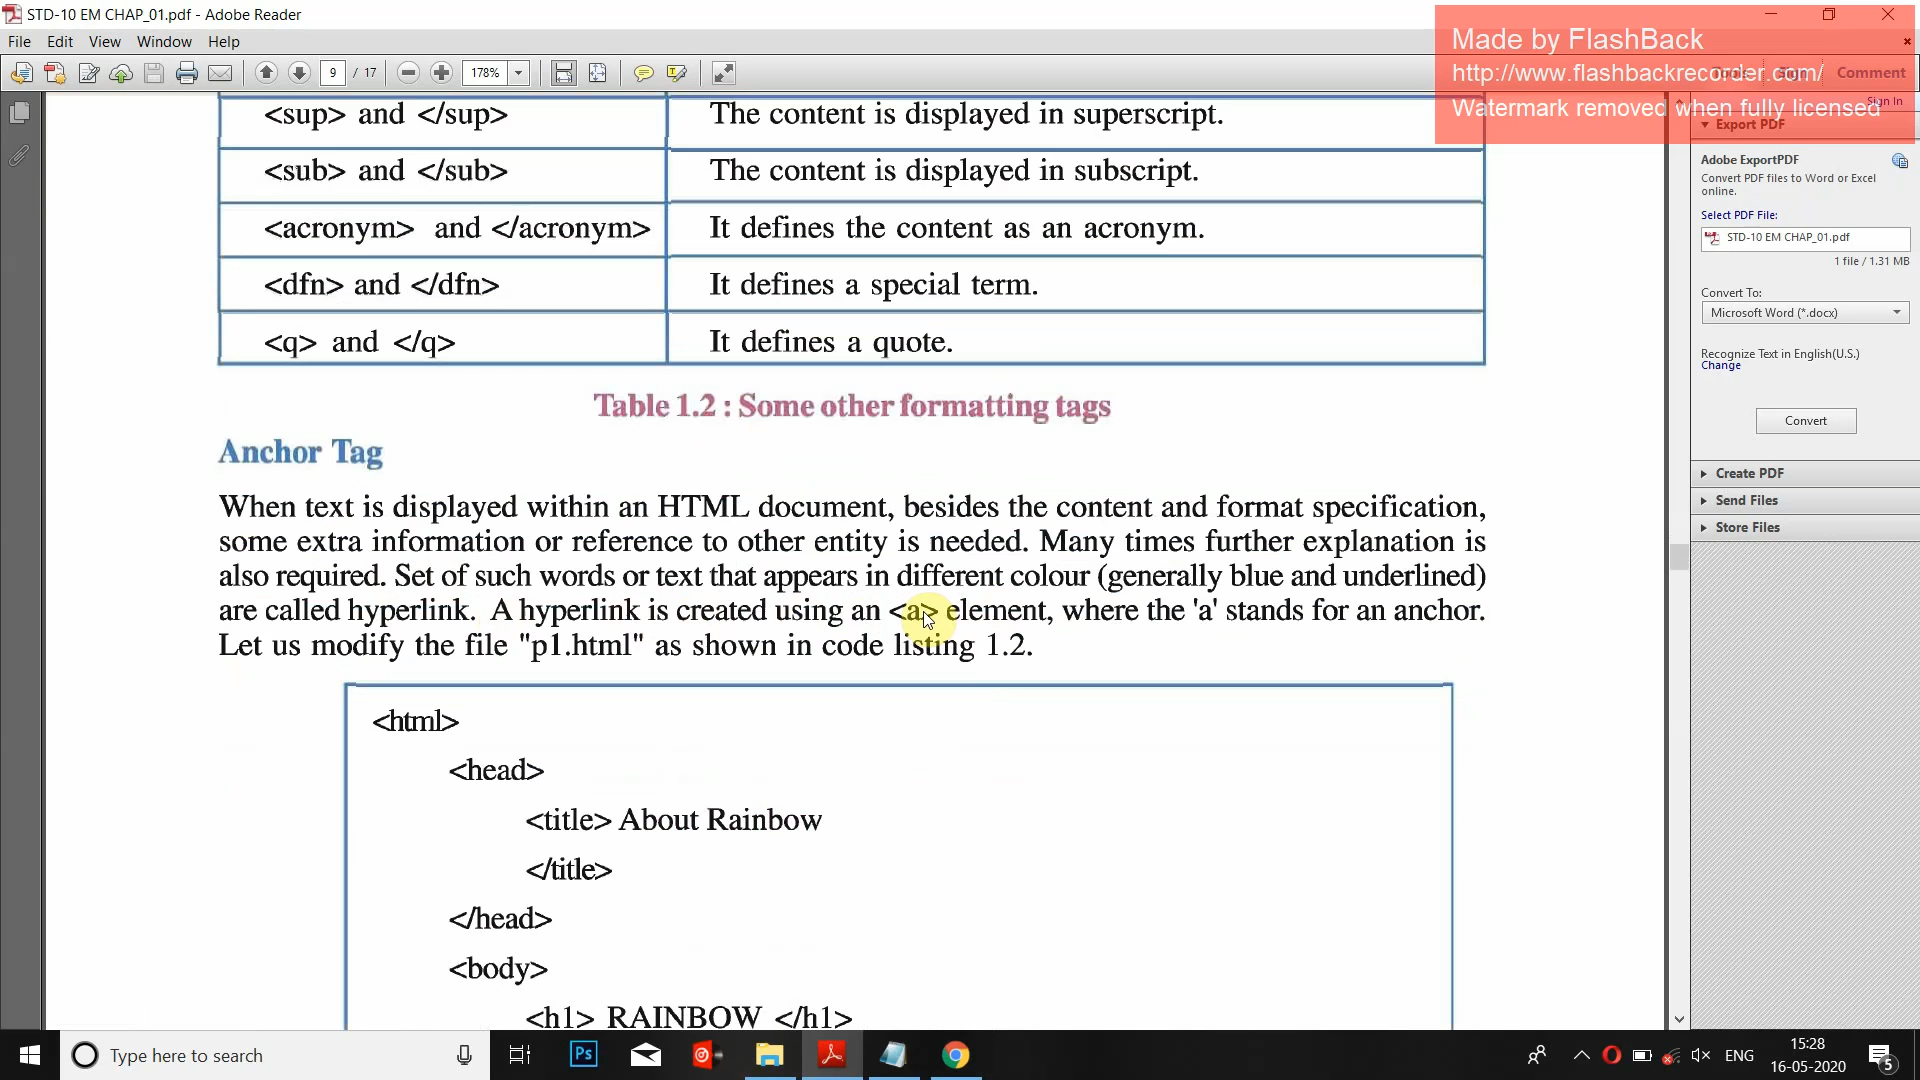 STD-10 EM CHAP_01.pdf - Adobe Reader
File Edit View Window Help
9 / 17 178%
Made by FlashBack
http://www.flashbackrecorder.com/
Watermark removed when fully licensed
Comment
Sign In
<sup> and </sup> The content is displayed in superscript.
<sub> and </sub> The content is displayed in subscript.
<acronym> and </acronym> It defines the content as an acronym.
<dfn> and </dfn> It defines a special term.
<q> and </q> It defines a quote.
Table 1.2 : Some other formatting tags
Anchor Tag
When text is displayed within an HTML document, besides the content and format specification,
some extra information or reference to other entity is needed. Many times further explanation is
also required. Set of such words or text that appears in different colour (generally blue and underlined)
are called hyperlink. A hyperlink is created using an <a> element, where the 'a' stands for an anchor.
Let us modify the file "p1.html" as shown in code listing 1.2.
<html>
<head>
<title> About Rainbow
</title>
</head>
<body>
<h1> RAINBOW </h1>
Export PDF
Adobe ExportPDF
Convert PDF files to Word or Excel
online.
Select PDF File:
STD-10 EM CHAP_01.pdf
1 file / 1.31 MB
Convert To:
Microsoft Word (*.docx)
Recognize Text in English(U.S.)
Change
Convert
Create PDF
Send Files
Store Files
Type here to search
Ps
ENG
15:28
16-05-2020
5